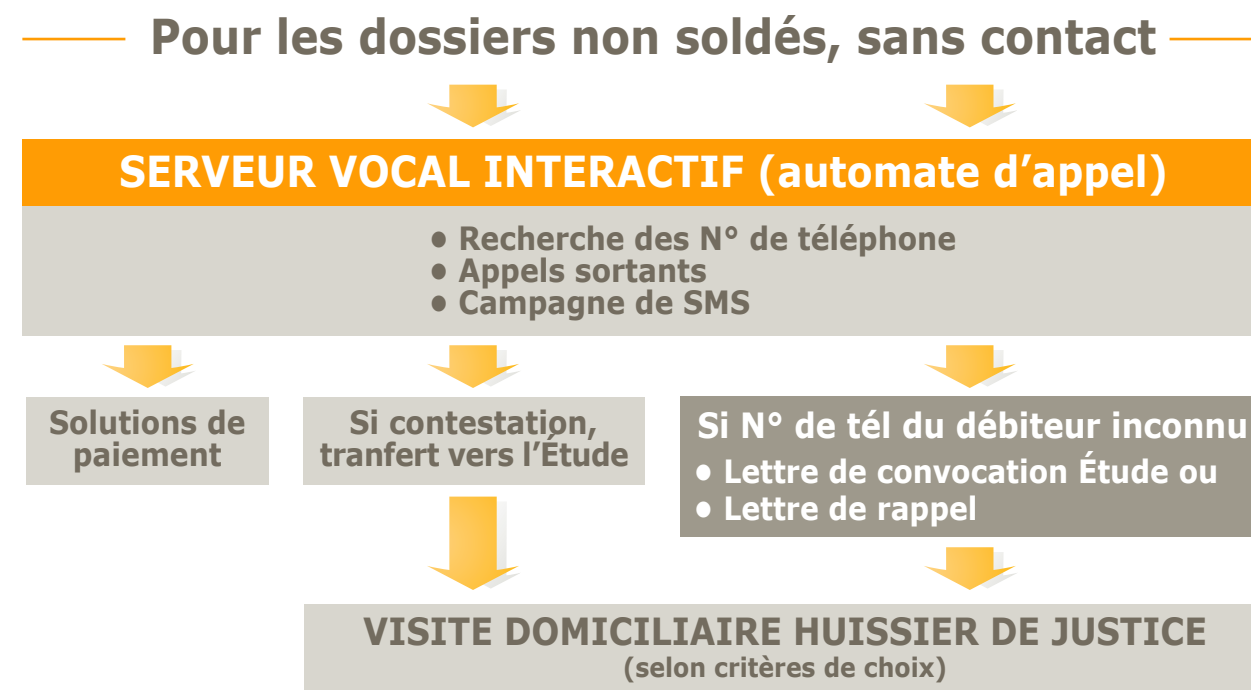 Pour les dossiers non soldés, sans contact
SERVEUR VOCAL INTERACTIF (automate d’appel)
• Recherche des N° de téléphone
• Appels sortants
• Campagne de SMS
Solutions de
paiement
Si contestation,
tranfert vers l’Étude
Si N° de tél du débiteur inconnu
• Lettre de convocation Étude ou
• Lettre de rappel
VISITE DOMICILIAIRE HUISSIER DE JUSTICE
(selon critères de choix)